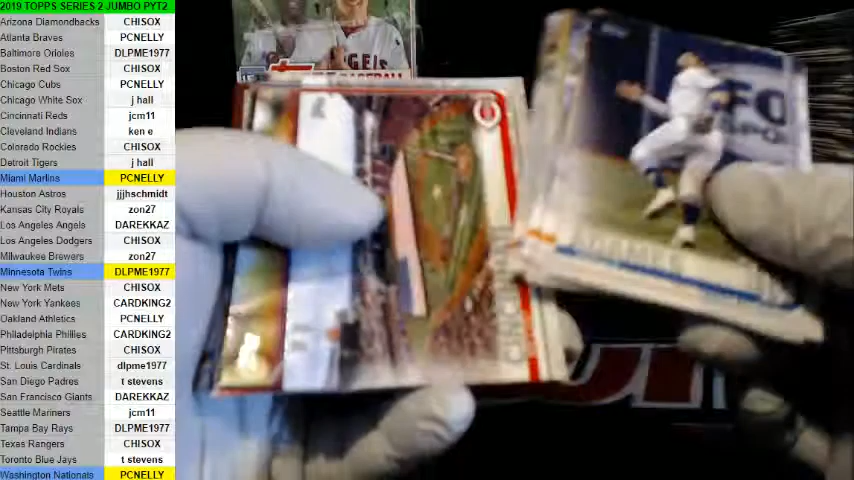 2019 TOPPS SERIES 2 JUMBO PYT2
Arizona Diamondbacks CHISOX
Atlanta Braves PCNELLY
Baltimore Orioles DLPME1977
Boston Red Sox CHISOX
Chicago Cubs PCNELLY
Chicago White Sox j hall
Cincinnati Reds jcm11
Cleveland Indians ken e
Colorado Rockies CHISOX
Detroit Tigers j hall
Miami Marlins PCNELLY
Houston Astros jjjhschmidt
Kansas City Royals zon27
Los Angeles Angels DAREKKAZ
Los Angeles Dodgers CHISOX
Milwaukee Brewers zon27
Minnesota Twins DLPME1977
New York Mets CHISOX
New York Yankees CARDKING2
Oakland Athletics PCNELLY
Philadelphia Phillies CARDKING2
Pittsburgh Pirates CHISOX
St. Louis Cardinals dlpme1977
San Diego Padres t stevens
San Francisco Giants DAREKKAZ
Seattle Mariners jcm11
Tampa Bay Rays DLPME1977
Texas Rangers CHISOX
Toronto Blue Jays t stevens
Washington Nationals PCNELLY
BASEBALL
FO